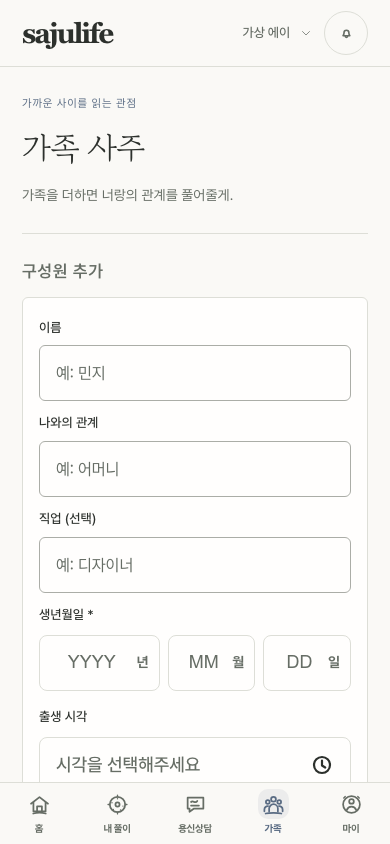 sajulife
가상 에이
가까운 사이를 읽는 관점
가족 사주
가족을 더하면 너랑의 관계를 풀어줄게.
구성원 추가
이름
예: 민지
나와의 관계
예: 어머니
직업 (선택)
예: 디자이너
생년월일 *
YYYY 년 MM 월 DD 일
출생 시각
시각을 선택해주세요
홈 내 풀이 용신상담 가족 마이